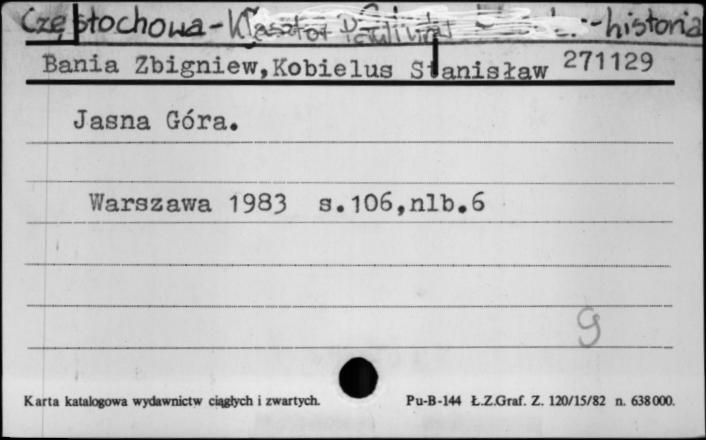 Częstochowa - Klasztor Paulinów - historia
Bania Zbigniew, Kobielus Stanisław 271129
Jasna Góra.
Warszawa 1983 s.106,nlb.6
9
Karta katalogowa wydawnictw ciągłych i zwartych. Pu-B-144 Ł.Z.Graf. Z. 120/15/82 n. 638000.